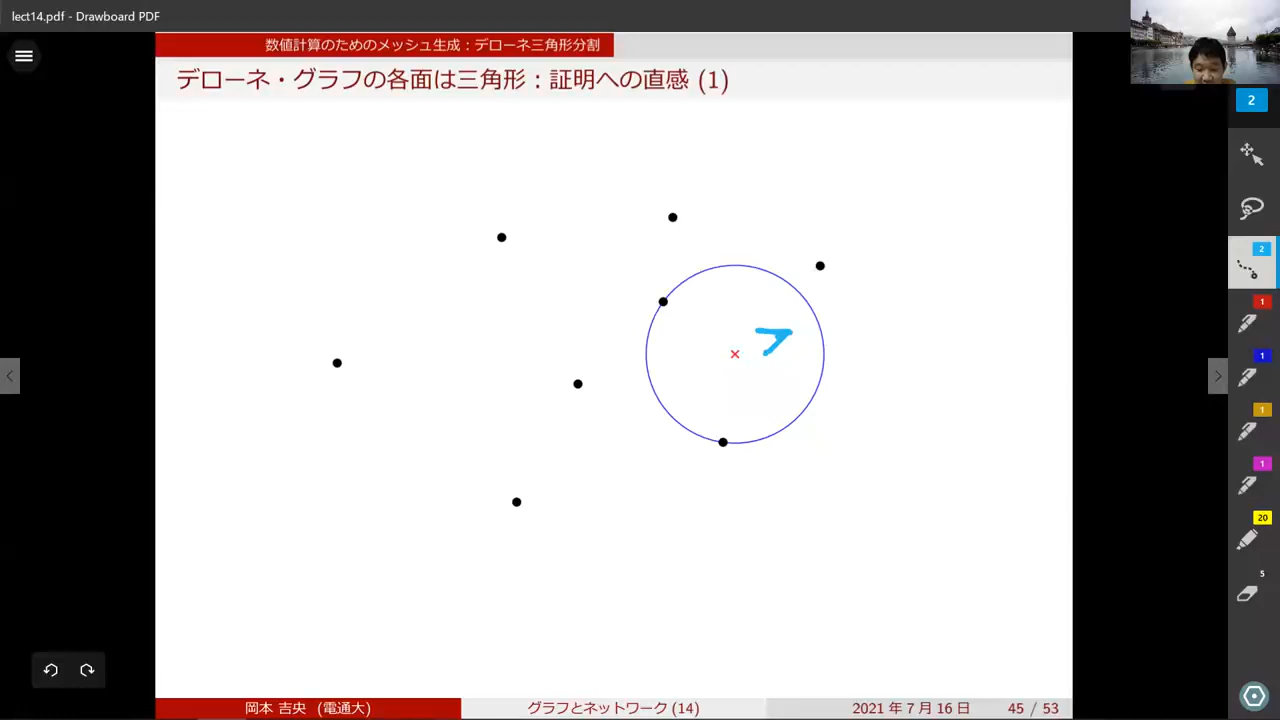 lect14.pdf - Drawboard PDF
数値計算のためのメッシュ生成：デローネ三角形分割
デローネ・グラフの各面は三角形：証明への直感 (1)
2
2
1
1
1
1
20
5
岡本 吉央 (電通大)
グラフとネットワーク (14)
2021 年 7 月 16 日
45 / 53